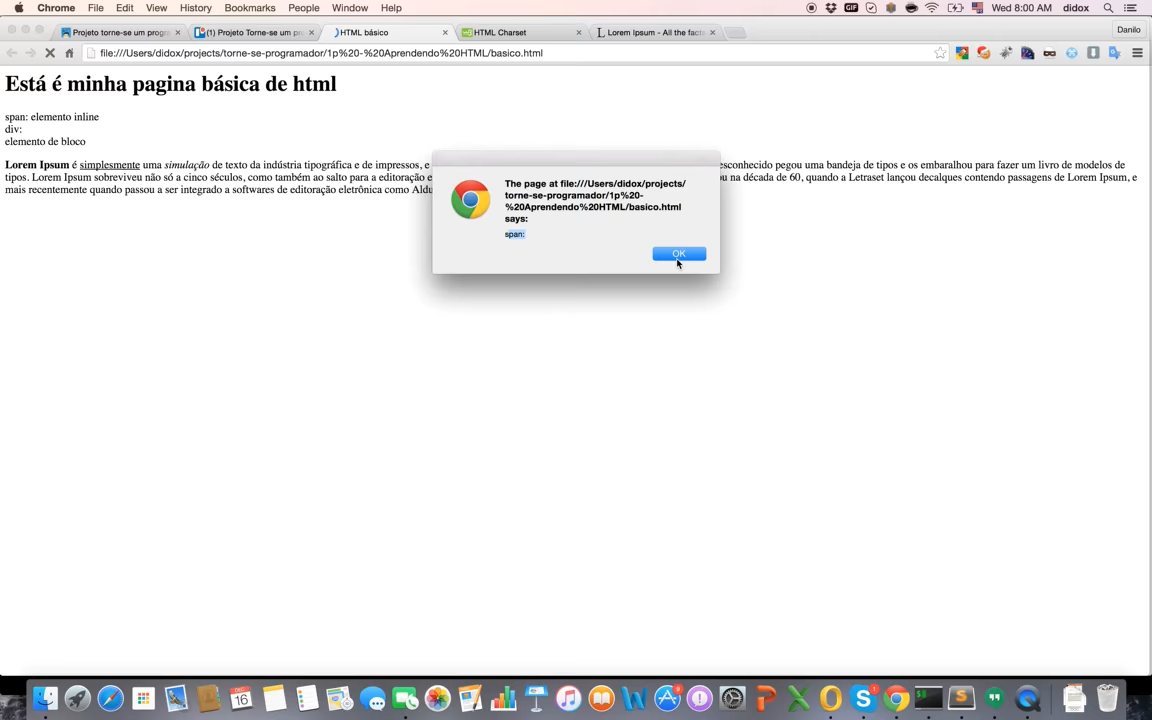 Chrome File Edit View History Bookmarks People Window Help
GIF Wed 8:00 AM didox
Projeto torne-se um progra
(1) Projeto Torne-se um po
HTML básico
HTML Charset
Lorem Ipsum - All the facts
Danilo
file:///Users/didox/projects/torne-se-programador/1p%20-%20Aprendendo%20HTML/basico.html
Está é minha pagina básica de html
span: elemento inline
div:
elemento de bloco
Lorem Ipsum é simplesmente uma simulação de texto da indústria tipográfica e de impressos, e esconhecido pegou uma bandeja de tipos e os embaralhou para fazer um livro de modelos de
tipos. Lorem Ipsum sobreviveu não só a cinco séculos, como também ao salto para a editoração e ou na década de 60, quando a Letraset lançou decalques contendo passagens de Lorem Ipsum, e
mais recentemente quando passou a ser integrado a softwares de editoração eletrônica como Aldu
The page at file:///Users/didox/projects/
torne-se-programador/1p%20-
%20Aprendendo%20HTML/basico.html
says:
span:
OK